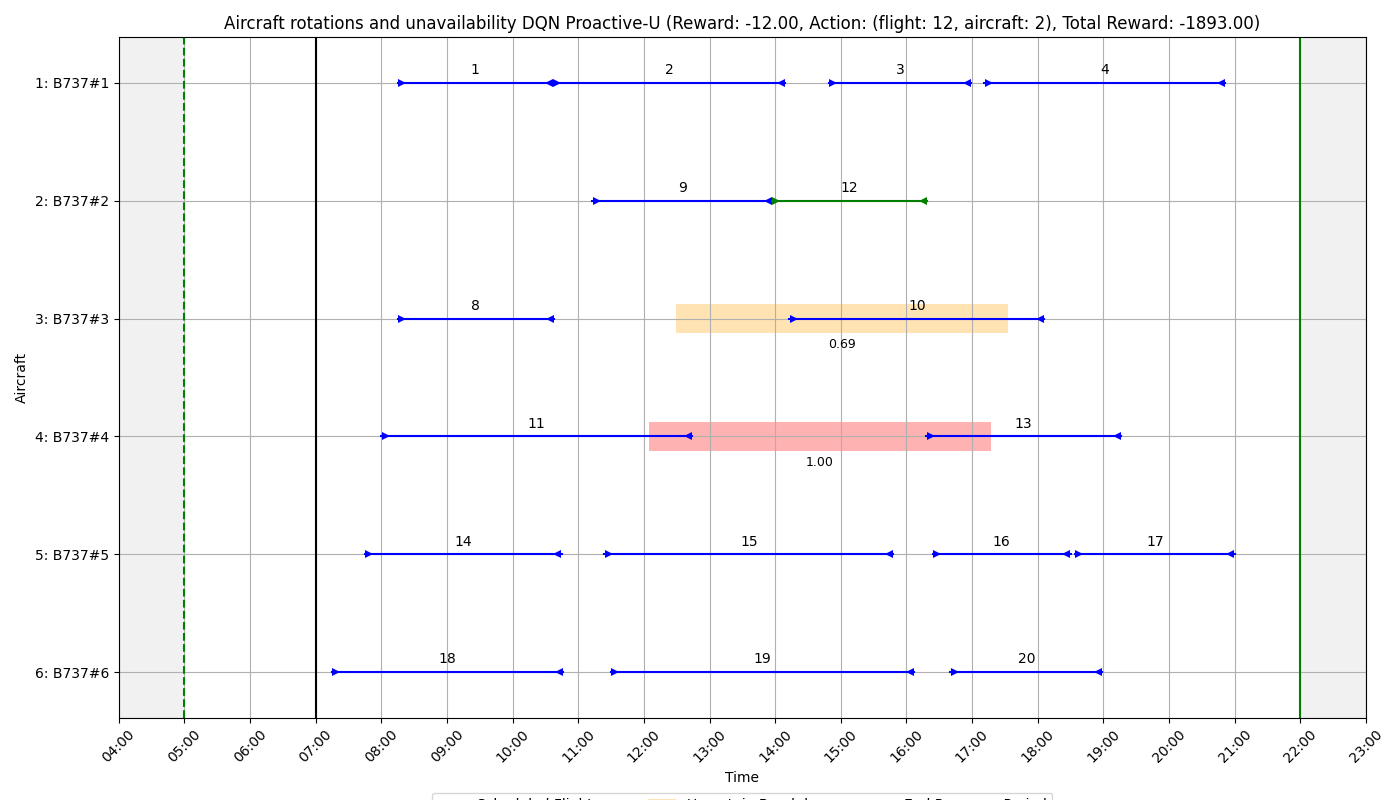 Aircraft rotations and unavailability DQN Proactive-U (Reward: -12.00, Action: (flight: 12, aircraft: 2), Total Reward: -1893.00)
1: B737#1
1 2 3 4
2: B737#2
9 12
3: B737#3
8 10
0.69
4: B737#4
11 13
1.00
5: B737#5
14 15 16 17
6: B737#6
18 19 20
Aircraft
04:00 05:00 06:00 07:00 08:00 09:00 10:00 11:00 12:00 13:00 14:00 15:00 16:00 17:00 18:00 19:00 20:00 21:00 22:00 23:00
Time